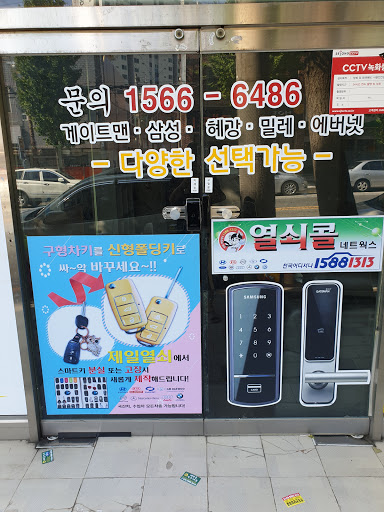 문의 1566-6486
게이트맨·삼성· 혜강·밀레·에버넷
- 다양한 선택가능 -
CCTV 녹화
구형차키를 신형폴딩키로
싸~악 바꾸세요~!!
제일열쇠에서
스마트키 분실 또는 고장시
새롭게 제작해드립니다!
열쇠콜
네트웍스
전국어디서나 1588 1313
SAMSUNG